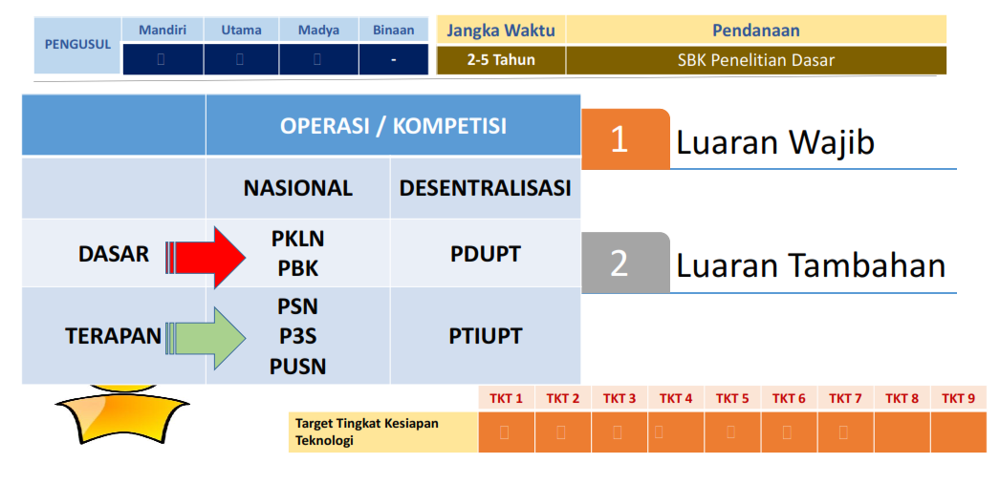 PENGUSUL
Mandiri Utama Madya Binaan
-
Jangka Waktu Pendanaan
2-5 Tahun SBK Penelitian Dasar
OPERASI / KOMPETISI
NASIONAL DESENTRALISASI
DASAR
PKLN
PBK
PDUPT
TERAPAN
PSN
P3S
PUSN
PTIUPT
1 Luaran Wajib
2 Luaran Tambahan
TKT 1 TKT 2 TKT 3 TKT 4 TKT 5 TKT 6 TKT 7 TKT 8 TKT 9
Target Tingkat Kesiapan
Teknologi